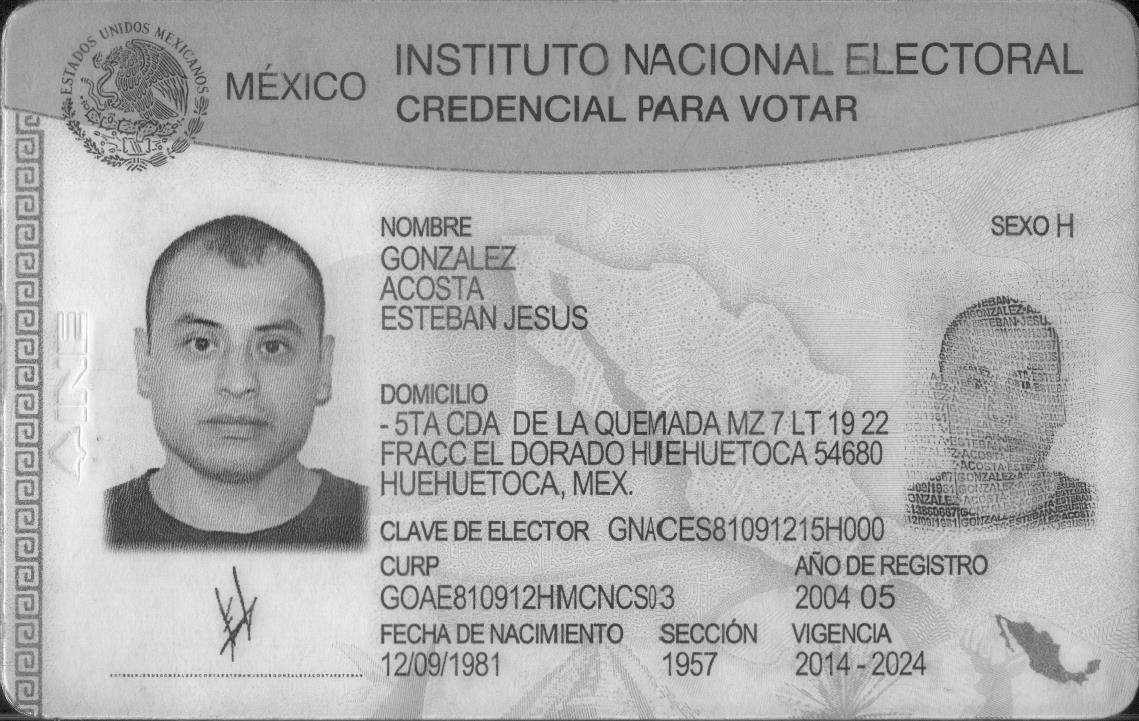 ESTADOS UNIDOS MEXICANOS
MÉXICO
INSTITUTO NACIONAL ELECTORAL
CREDENCIAL PARA VOTAR
NOMBRE
GONZALEZ
ACOSTA
ESTEBAN JESUS
SEXO H
DOMICILIO
- 5TA CDA DE LA QUEMADA MZ 7 LT 19 22
FRACC EL DORADO HUEHUETOCA 54680
HUEHUETOCA, MEX.
CLAVE DE ELECTOR GNACES81091215H000
CURP
GOAE810912HMCNCS03
AÑO DE REGISTRO
2004 05
FECHA DE NACIMIENTO
12/09/1981
SECCIÓN
1957
VIGENCIA
2014 - 2024
INE